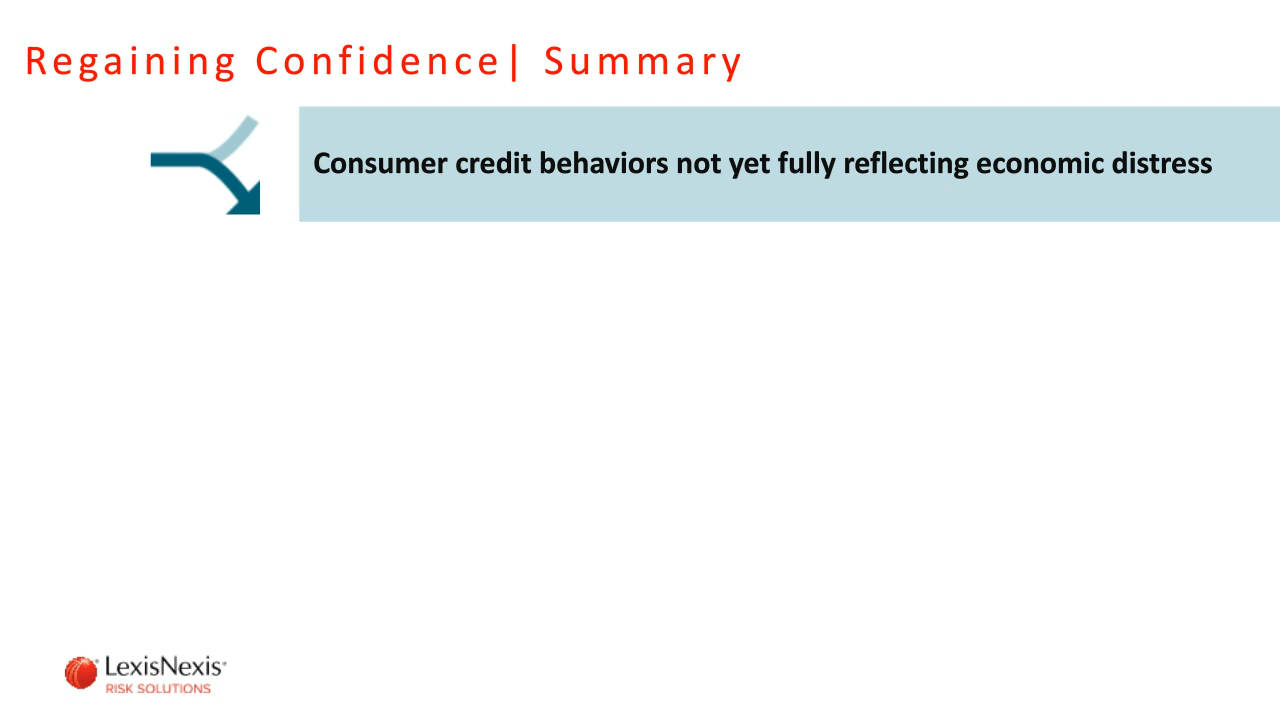 Regaining Confidence| Summary
Consumer credit behaviors not yet fully reflecting economic distress
LexisNexis®
RISK SOLUTIONS